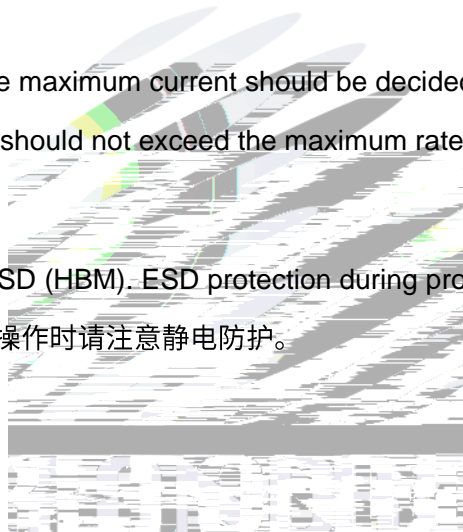 e maximum current should be decided
should not exceed the maximum rate
SD (HBM). ESD protection during pro
操作时请注意静电防护。